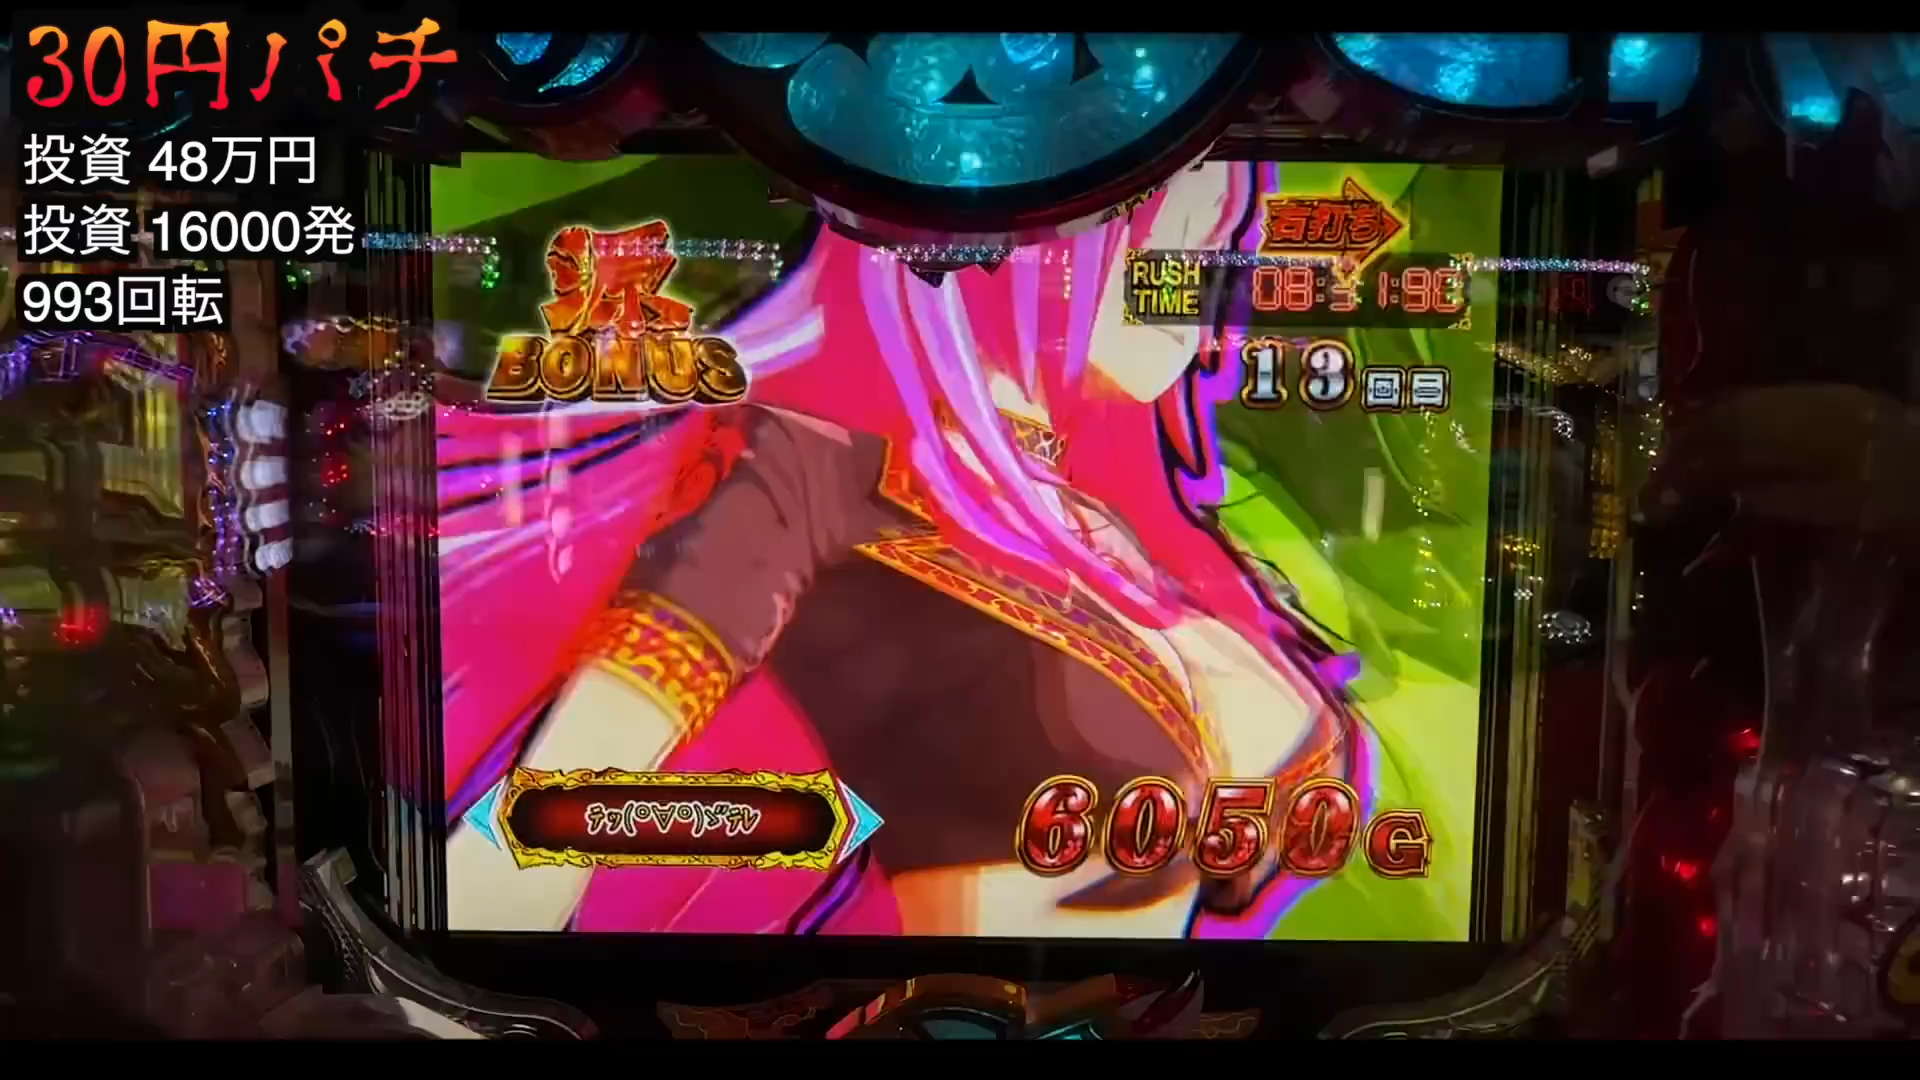 30円パチ
投資 48万円
投資 16000発
993回転
源
BONUS
右打ち
RUSH
TIME
13回目
ﾃｯ(ﾟ∀ﾟ)ﾂﾞﾃﾚ
6050G